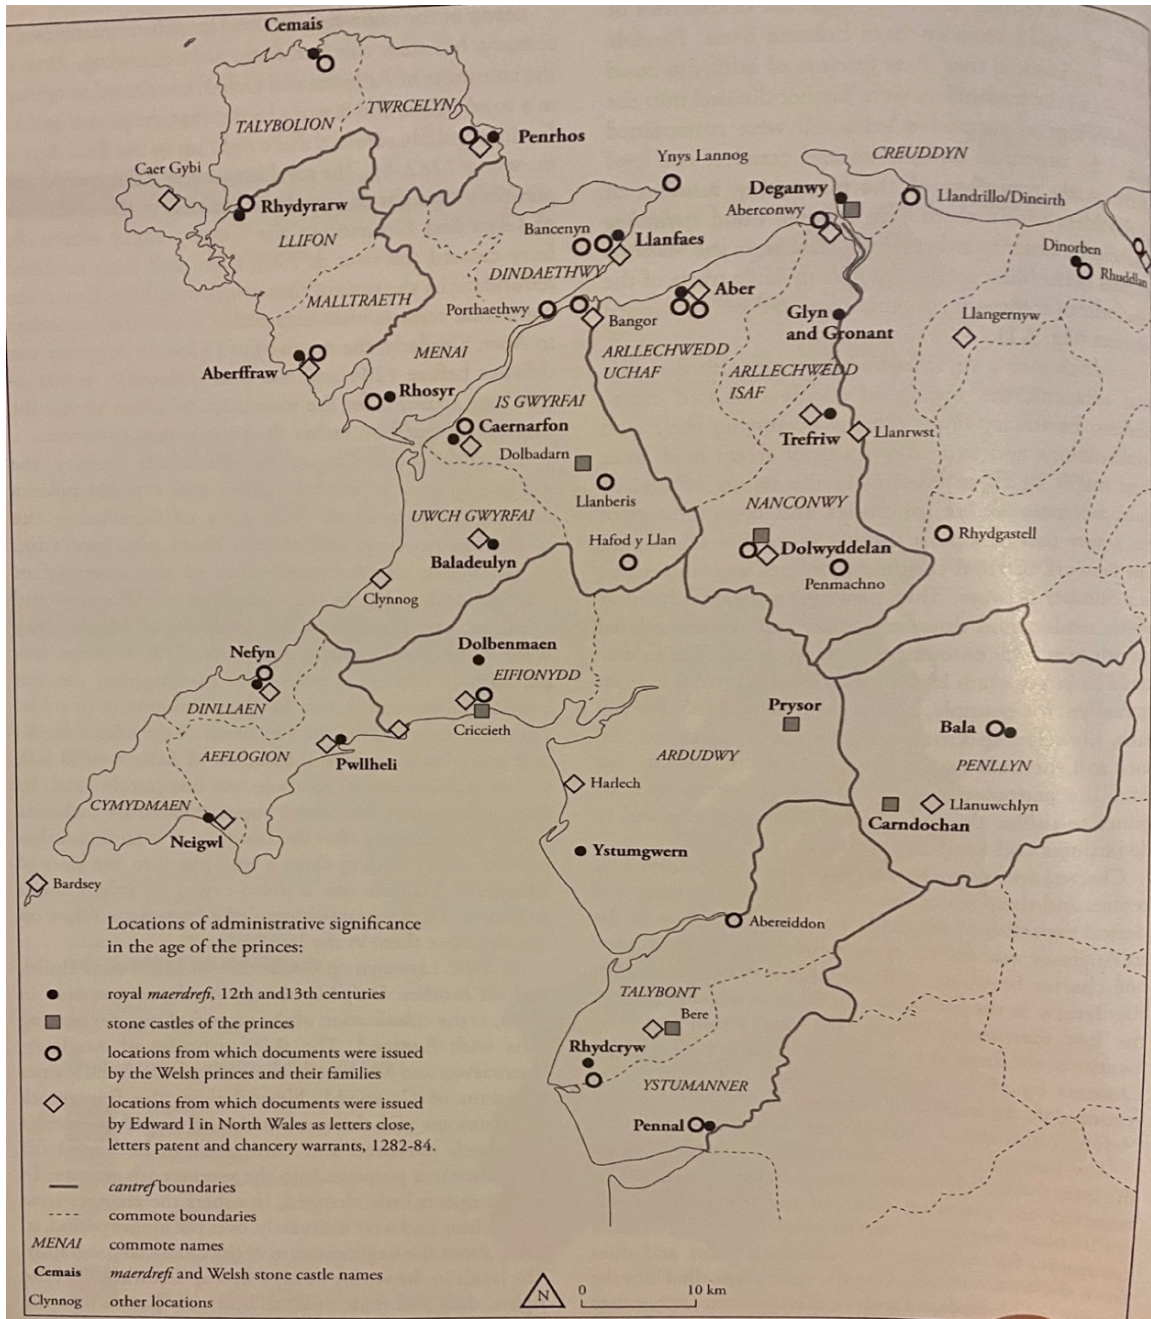 Cemais
TWRCELYN
TALYBOLION
Penrhos
Ynys Lannog
CREUDDYN
Caer Gybi
Deganwy
Llandrillo/Dineirth
Rhydyrarw
Aberconwy
LLIFON
Bancenyn
Llanfaes
Dinorben
DINDAETHWY
Rhuddlan
MALLTRAETH
Aber
Porthaethwy
Bangor
Glyn
and Gronant
Llangernyw
MENAI
ARLLECHWEDD
UCHAF
Aberffraw
ARLLECHWEDD
ISAF
Rhosyr
IS GWYRFAI
Caernarfon
Trefriw
Llanrwst
Dolbadarn
Llanberis
NANCONWY
UWCH GWYRFAI
Hafod y Llan
Rhydgastell
Baladeulyn
Dolwyddelan
Penmachno
Clynnog
Nefyn
Dolbenmaen
EIFIONYDD
DINLLAEN
Prysor
Criccieth
Bala
AEFLOGION
Pwllheli
ARDUDWY
PENLLYN
Harlech
CYMYDMAEN
Llanuwchlyn
Carndochan
Neigwl
Ystumgwern
Bardsey
Abereiddon
TALYBONT
Bere
Rhydcryw
YSTUMANNER
Pennal
Locations of administrative significance
in the age of the princes:
royal maerdrefi, 12th and13th centuries
stone castles of the princes
locations from which documents were issued
by the Welsh princes and their families
locations from which documents were issued
by Edward I in North Wales as letters close,
letters patent and chancery warrants, 1282-84.
cantref boundaries
commote boundaries
MENAI commote names
Cemais maerdrefi and Welsh stone castle names
Clynnog other locations
N
0 10 km